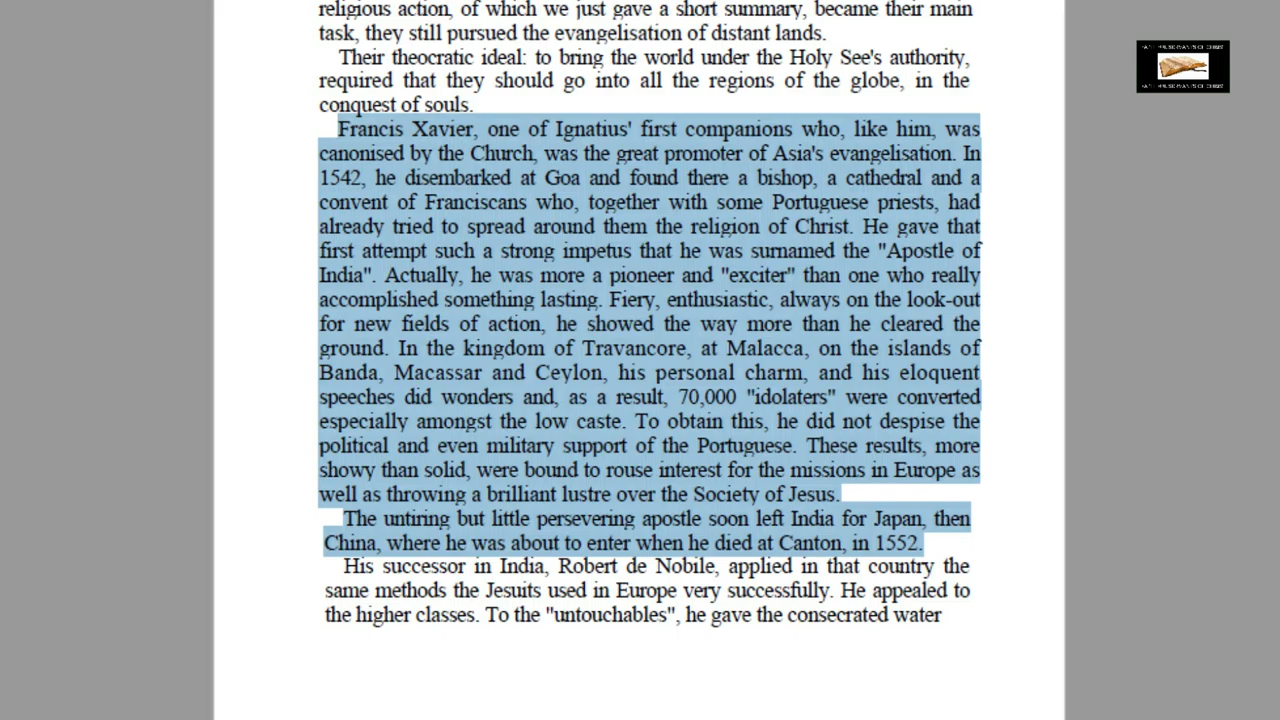 religious action, of which we just gave a short summary, became their main
task, they still pursued the evangelisation of distant lands.
Their theocratic ideal: to bring the world under the Holy See's authority,
required that they should go into all the regions of the globe, in the
conquest of souls.
Francis Xavier, one of Ignatius' first companions who, like him, was
canonised by the Church, was the great promoter of Asia's evangelisation. In
1542, he disembarked at Goa and found there a bishop, a cathedral and a
convent of Franciscans who, together with some Portuguese priests, had
already tried to spread around them the religion of Christ. He gave that
first attempt such a strong impetus that he was surnamed the "Apostle of
India". Actually, he was more a pioneer and "exciter" than one who really
accomplished something lasting. Fiery, enthusiastic, always on the look-out
for new fields of action, he showed the way more than he cleared the
ground. In the kingdom of Travancore, at Malacca, on the islands of
Banda, Macassar and Ceylon, his personal charm, and his eloquent
speeches did wonders and, as a result, 70,000 "idolaters" were converted
especially amongst the low caste. To obtain this, he did not despise the
political and even military support of the Portuguese. These results, more
showy than solid, were bound to rouse interest for the missions in Europe as
well as throwing a brilliant lustre over the Society of Jesus.
The untiring but little persevering apostle soon left India for Japan, then
China, where he was about to enter when he died at Canton, in 1552.
His successor in India, Robert de Nobile, applied in that country the
same methods the Jesuits used in Europe very successfully. He appealed to
the higher classes. To the "untouchables", he gave the consecrated water